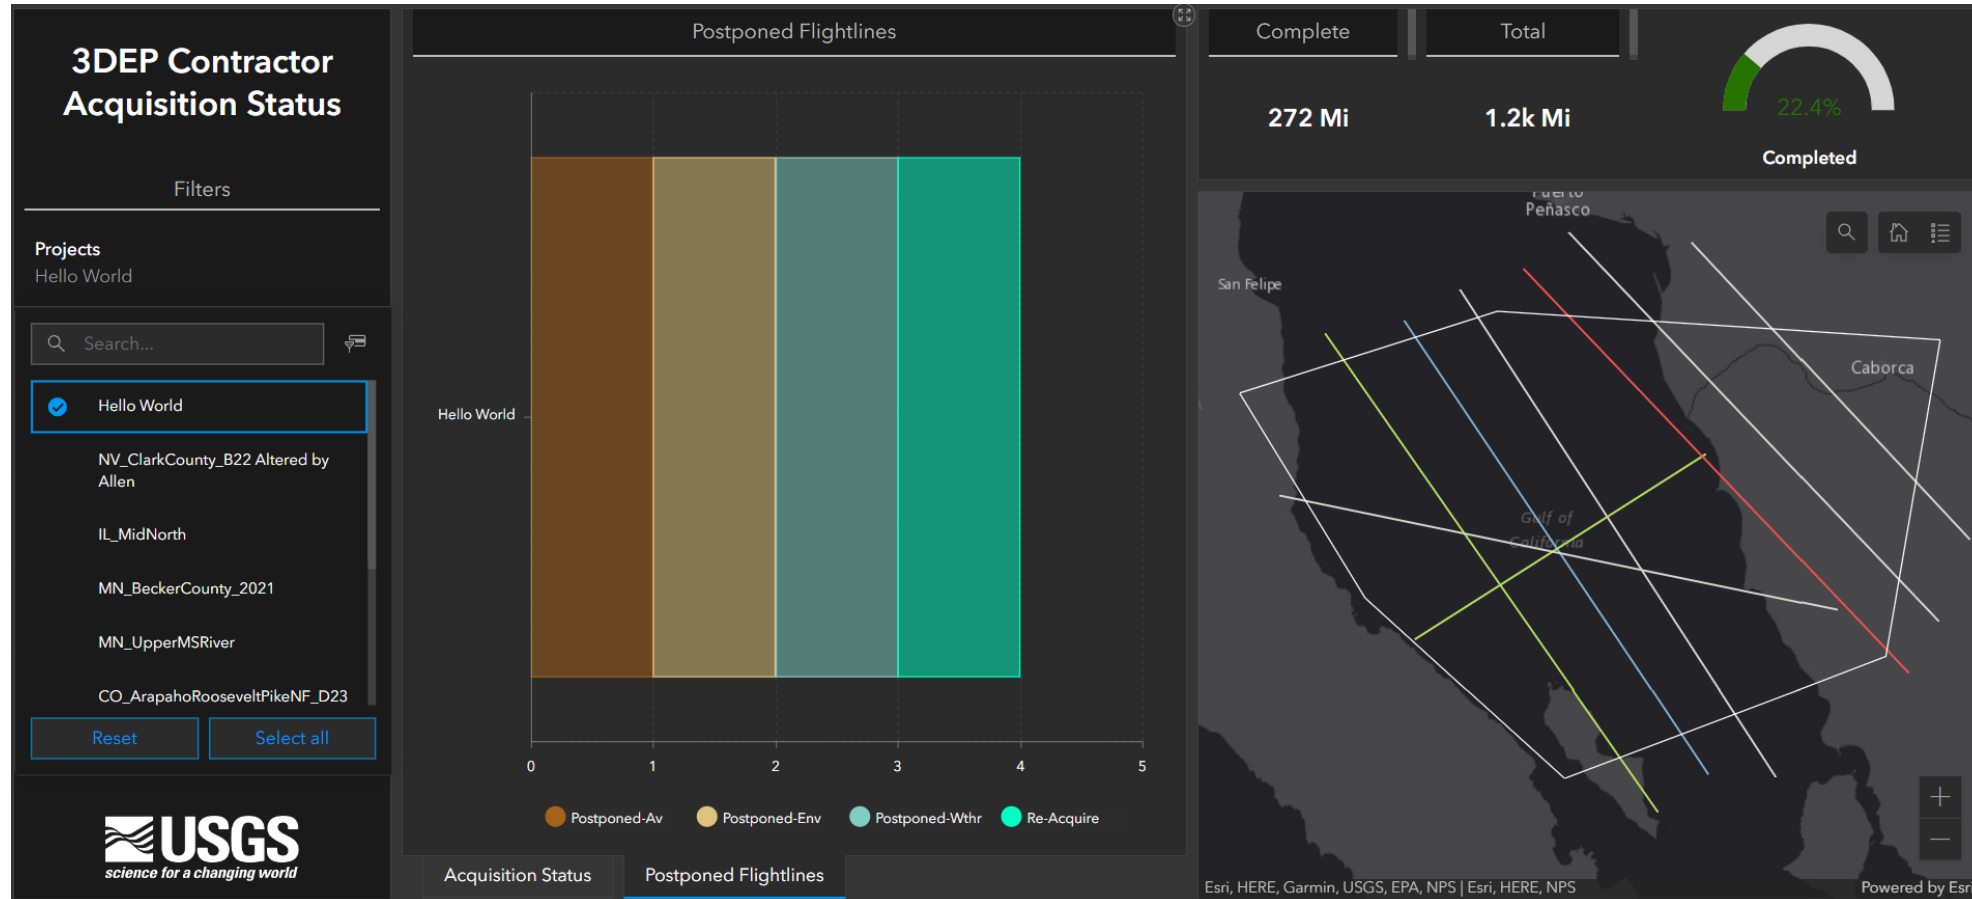 3DEP Contractor
Acquisition Status
Filters
Projects
Hello World
Search...
Hello World
NV_ClarkCounty_B22 Altered by
Allen
IL_MidNorth
MN_BeckerCounty_2021
MN_UpperMSRiver
CO_ArapahoRooseveltPikeNF_D23
Reset
Select all
USGS
science for a changing world
Postponed Flightlines
Hello World
0 1 2 3 4 5
Postponed-Av Postponed-Env Postponed-Wthr Re-Acquire
Acquisition Status
Postponed Flightlines
Complete
272 Mi
Total
1.2k Mi
22.4%
Completed
Puerto
Peñasco
San Felipe
Caborca
Gulf of
California
Esri, HERE, Garmin, USGS, EPA, NPS | Esri, HERE, NPS
Powered by Esri